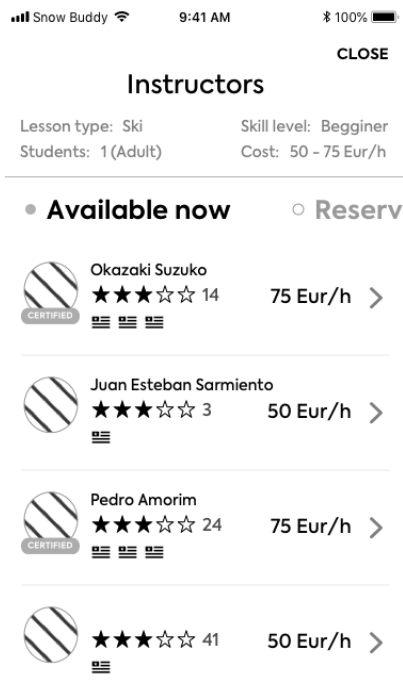 Snow Buddy 9:41 AM 100%
CLOSE
Instructors
Lesson type: Ski Skill level: Begginer
Students: 1 (Adult) Cost: 50 - 75 Eur/h
Available now Reserv
Okazaki Suzuko
14 75 Eur/h
CERTIFIED
Juan Esteban Sarmiento
3 50 Eur/h
Pedro Amorim
24 75 Eur/h
CERTIFIED
41 50 Eur/h